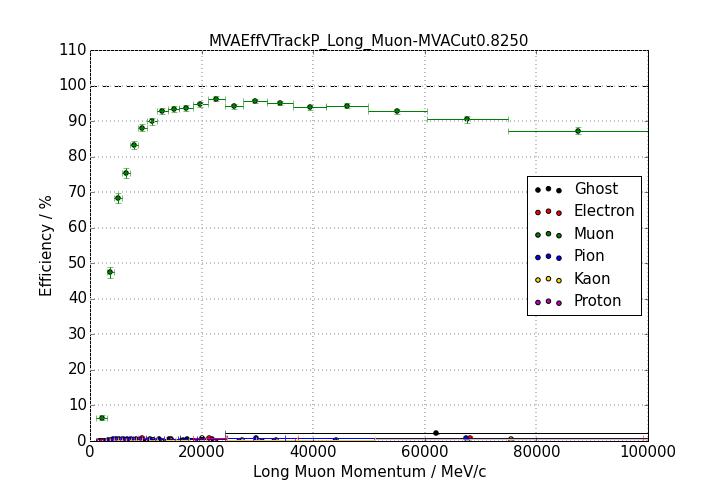 MVAEffVTrackP_Long_Muon-MVACut0.8250
110
100
90
80
70
60
50
40
30
20
10
0
Efficiency / %
Ghost
Electron
Muon
Pion
Kaon
Proton
0 20000 40000 60000 80000 100000
Long Muon Momentum / MeV/c